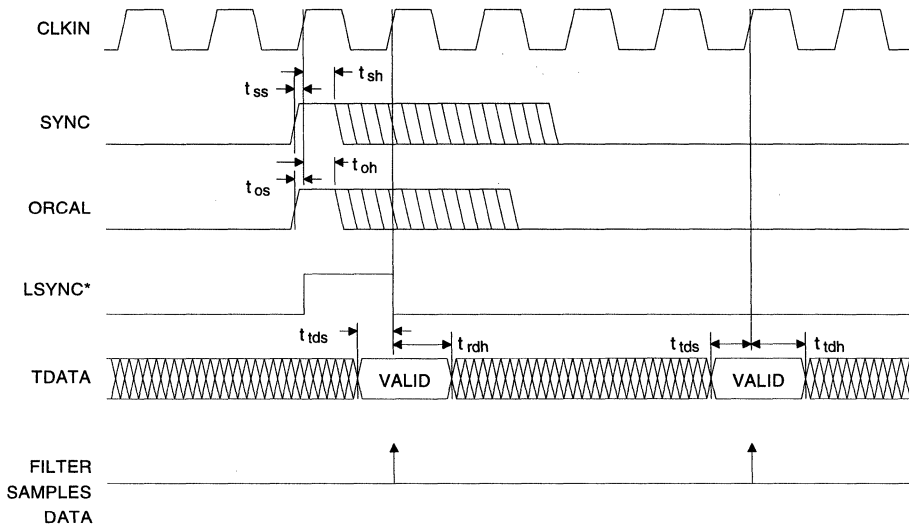 CLKIN
t sh
t ss
SYNC
t oh
t os
ORCAL
LSYNC*
t tds
t rdh
t tds
t tdh
TDATA
VALID
VALID
FILTER
SAMPLES
DATA